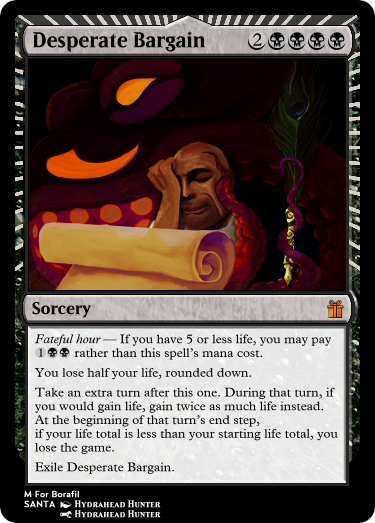 Desperate Bargain 2
Sorcery
Fateful hour — If you have 5 or less life, you may pay
1 rather than this spell's mana cost.
You lose half your life, rounded down.
Take an extra turn after this one. During that turn, if
you would gain life, gain twice as much life instead.
At the beginning of that turn's end step,
if your life total is less than your starting life total, you
lose the game.
Exile Desperate Bargain.
M For Borafil
SANTA HYDRAHEAD HUNTER
HYDRAHEAD HUNTER